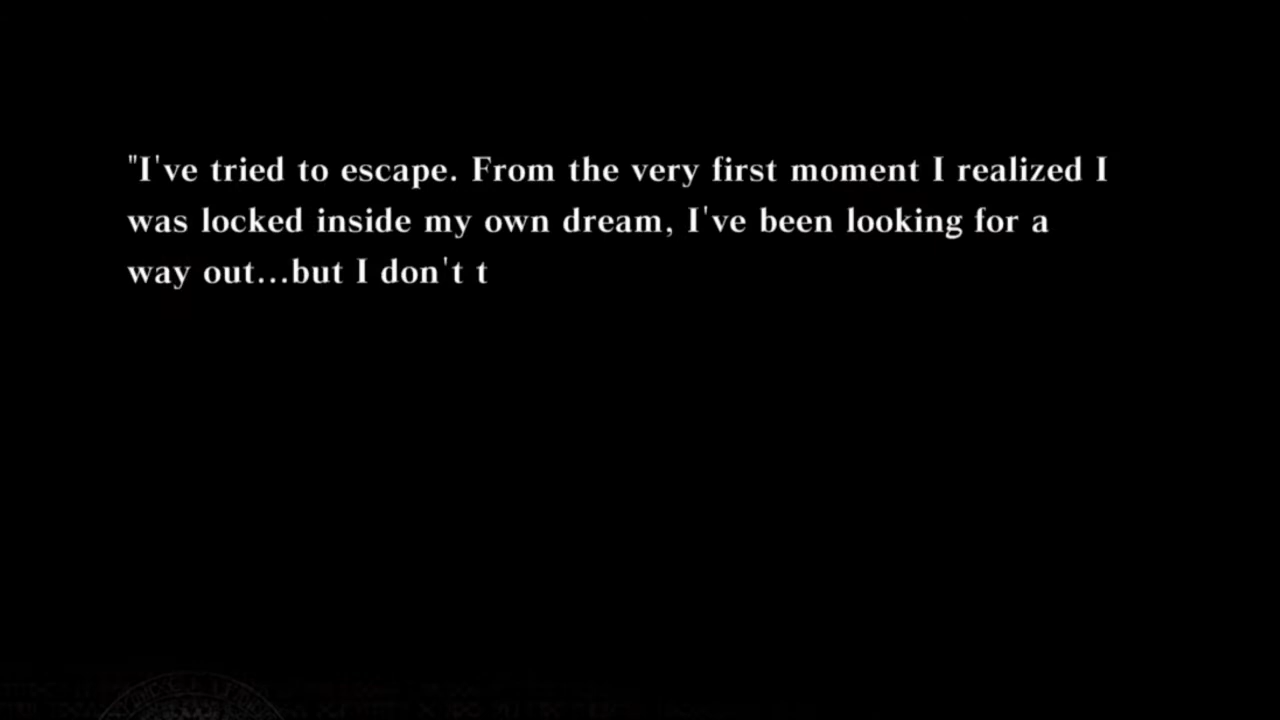 "I've tried to escape. From the very first moment I realized I
was locked inside my own dream, I've been looking for a
way out...but I don't t